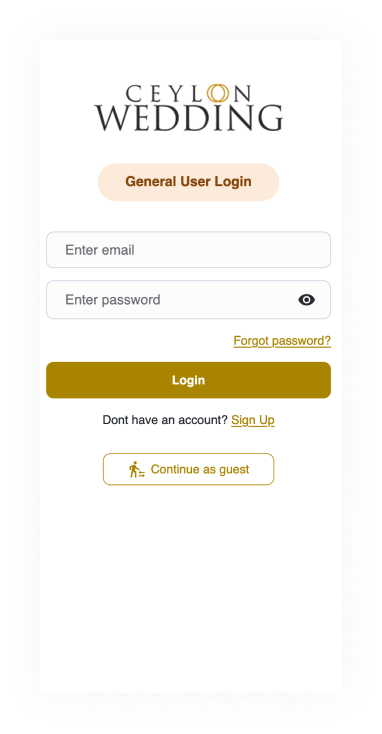 CEYLON
WEDDING
General User Login
Enter email
Enter password
Forgot password?
Login
Dont have an account? Sign Up
Continue as guest